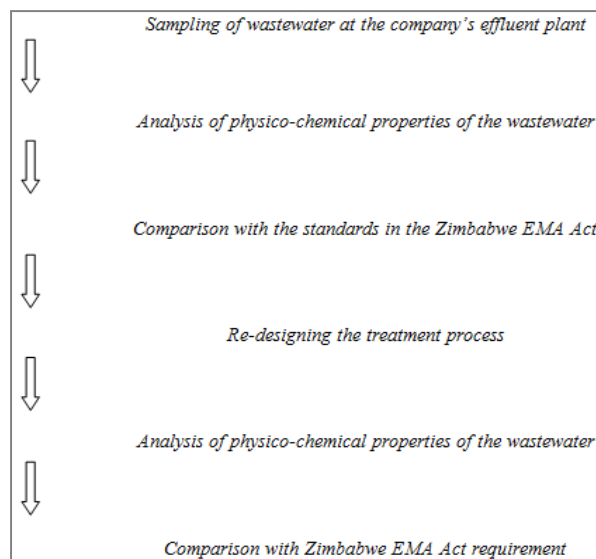 Sampling of wastewater at the company's effluent plant
Analysis of physico-chemical properties of the wastewater
Comparison with the standards in the Zimbabwe EMA Act
Re-designing the treatment process
Analysis of physico-chemical properties of the wastewater
Comparison with Zimbabwe EMA Act requirement